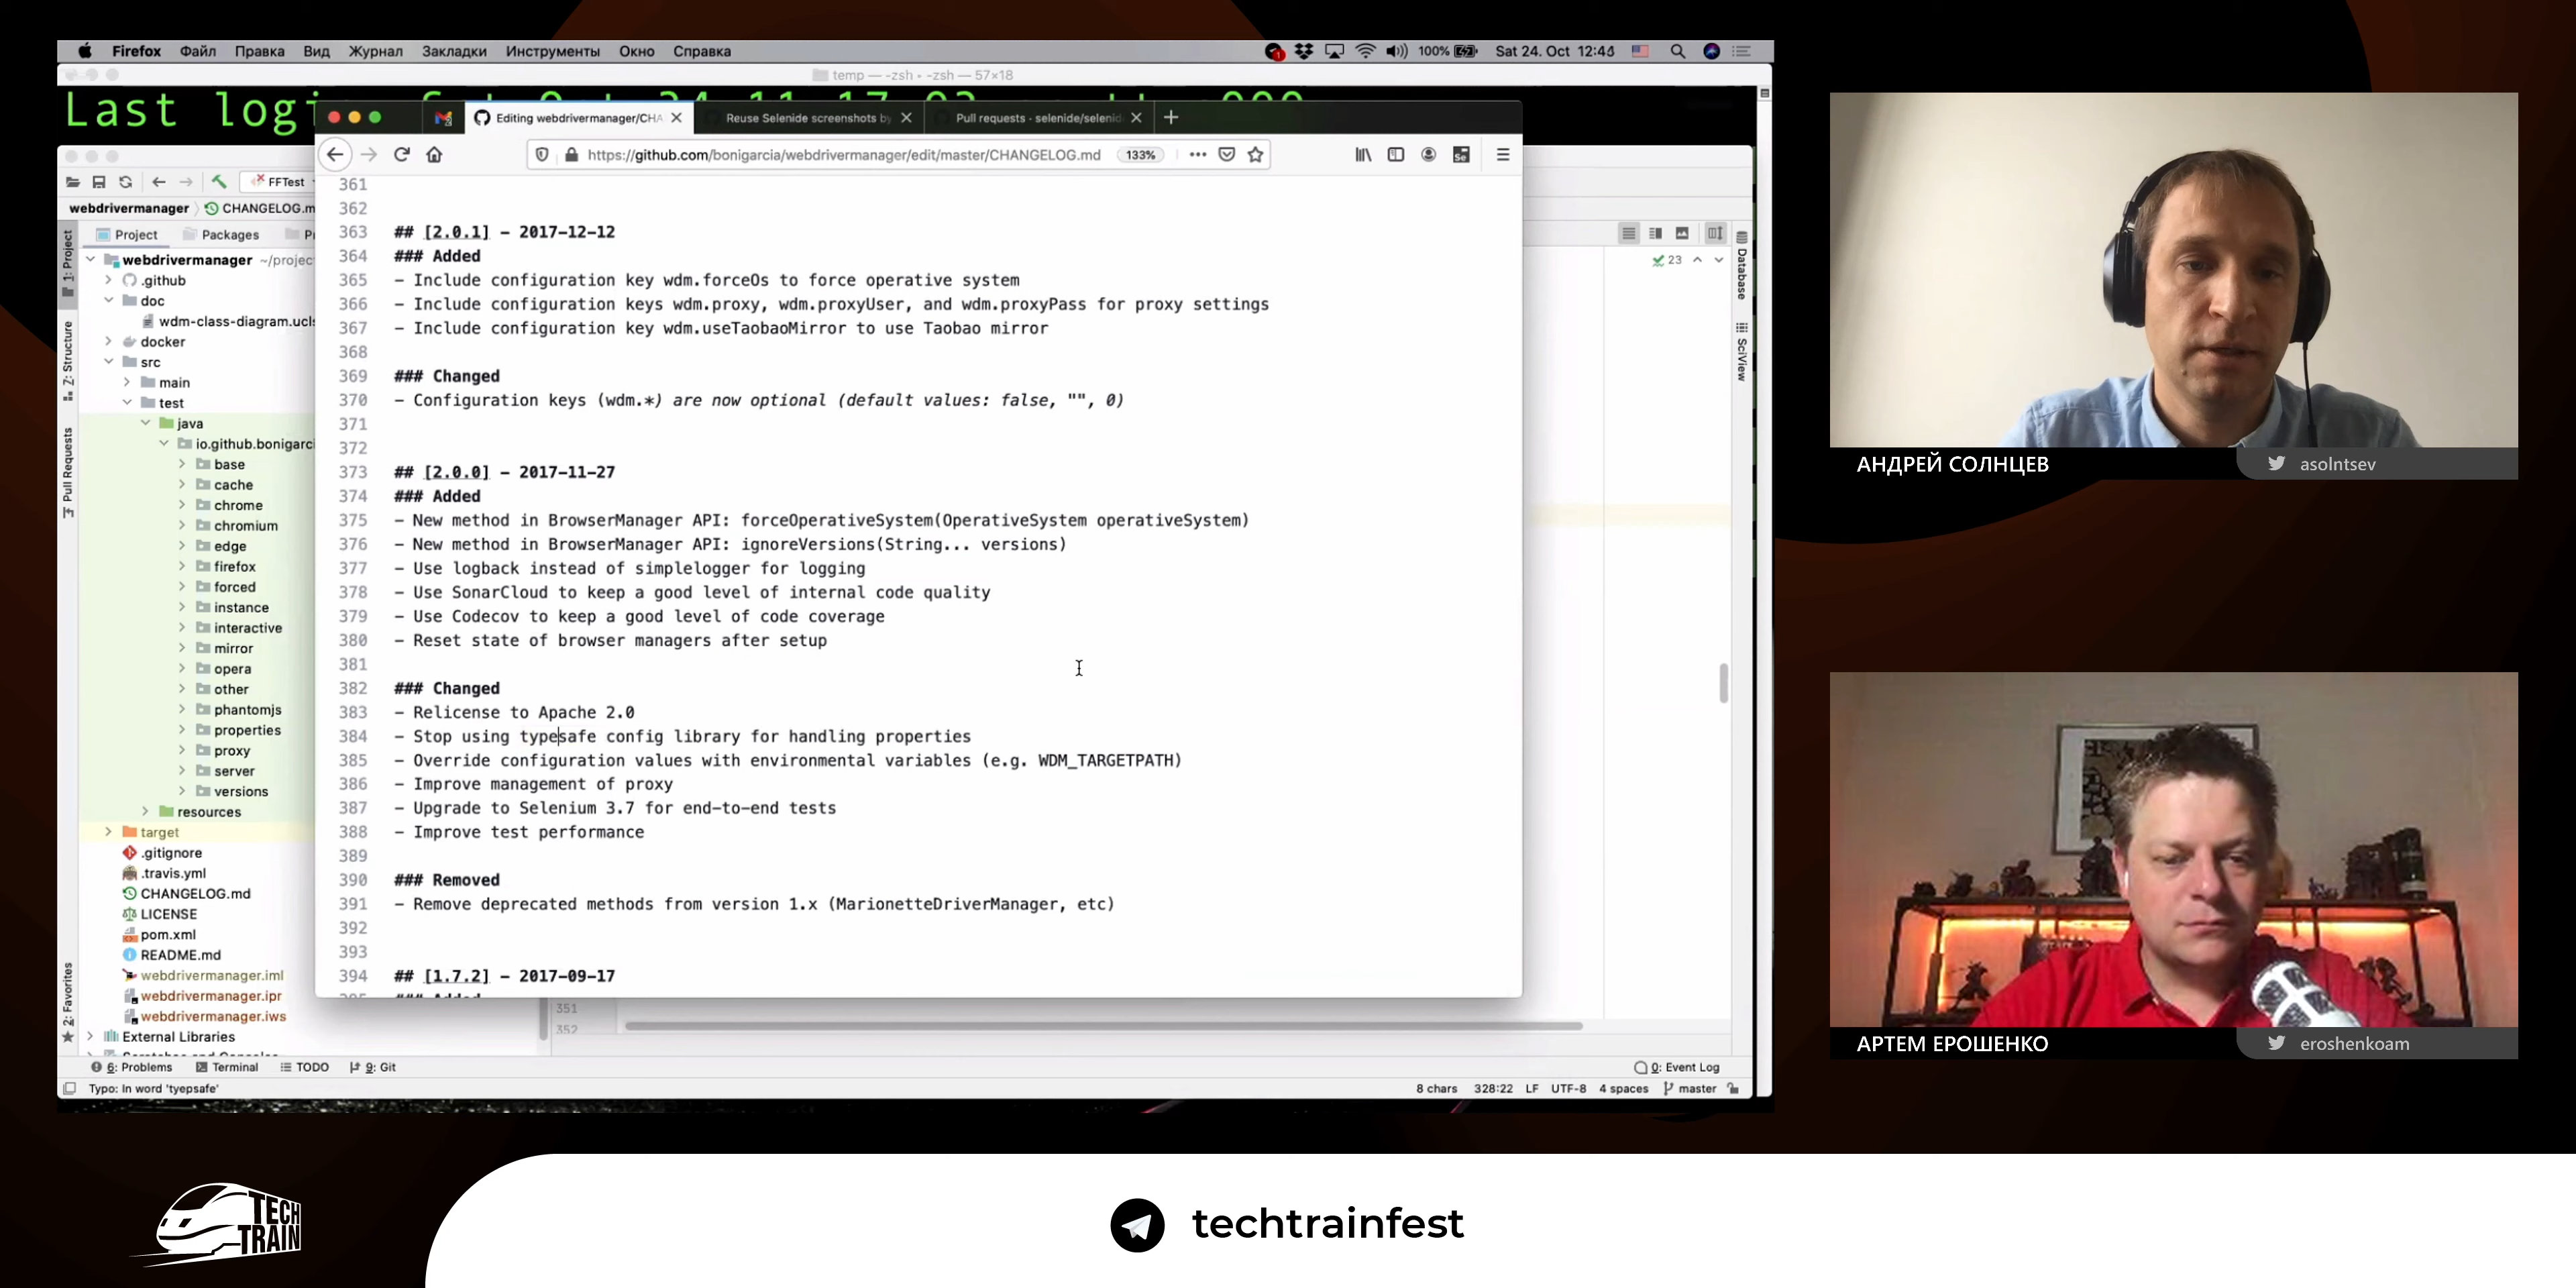 Firefox Файл Правка Вид Журнал Закладки Инструменты Окно Справка
100% Sat 24. Oct 12:43
temp — -zsh • -zsh — 57×18
Editing webdrivermanager/CHA
Reuse Selenide screenshots by
Pull requests · selenide/selenid
https://github.com/bonigarcia/webdrivermanager/edit/master/CHANGELOG.md 133%
FFTest
webdrivermanager CHANGELOG.m
Project Packages
1: Project
Z: Structure
Pull Requests
2: Favorites
webdrivermanager ~/projec
.github
doc
wdm-class-diagram.ucls
docker
src
main
test
java
io.github.bonigarci
base
cache
chrome
chromium
edge
firefox
forced
instance
interactive
mirror
opera
other
phantomjs
properties
proxy
server
versions
resources
target
.gitignore
.travis.yml
CHANGELOG.md
LICENSE
pom.xml
README.md
webdrivermanager.iml
webdrivermanager.ipr
webdrivermanager.iws
External Libraries
361
362
363 ## [2.0.1] - 2017-12-12
364 ### Added
365 - Include configuration key wdm.forceOs to force operative system
366 - Include configuration keys wdm.proxy, wdm.proxyUser, and wdm.proxyPass for proxy settings
367 - Include configuration key wdm.useTaobaoMirror to use Taobao mirror
368
369 ### Changed
370 - Configuration keys (wdm.*) are now optional (default values: false, "", 0)
371
372
373 ## [2.0.0] - 2017-11-27
374 ### Added
375 - New method in BrowserManager API: forceOperativeSystem(OperativeSystem operativeSystem)
376 - New method in BrowserManager API: ignoreVersions(String... versions)
377 - Use logback instead of simplelogger for logging
378 - Use SonarCloud to keep a good level of internal code quality
379 - Use Codecov to keep a good level of code coverage
380 - Reset state of browser managers after setup
381
382 ### Changed
383 - Relicense to Apache 2.0
384 - Stop using typesafe config library for handling properties
385 - Override configuration values with environmental variables (e.g. WDM_TARGETPATH)
386 - Improve management of proxy
387 - Upgrade to Selenium 3.7 for end-to-end tests
388 - Improve test performance
389
390 ### Removed
391 - Remove deprecated methods from version 1.x (MarionetteDriverManager, etc)
392
393
394 ## [1.7.2] - 2017-09-17
351
352
23
Database
SciView
6: Problems Terminal TODO 9: Git
0: Event Log
Typo: In word 'tyepsafe'
8 chars 328:22 LF UTF-8 4 spaces master
АНДРЕЙ СОЛНЦЕВ
asolntsev
АРТЕМ ЕРОШЕНКО
eroshenkoam
TECH
TRAIN
techtrainfest